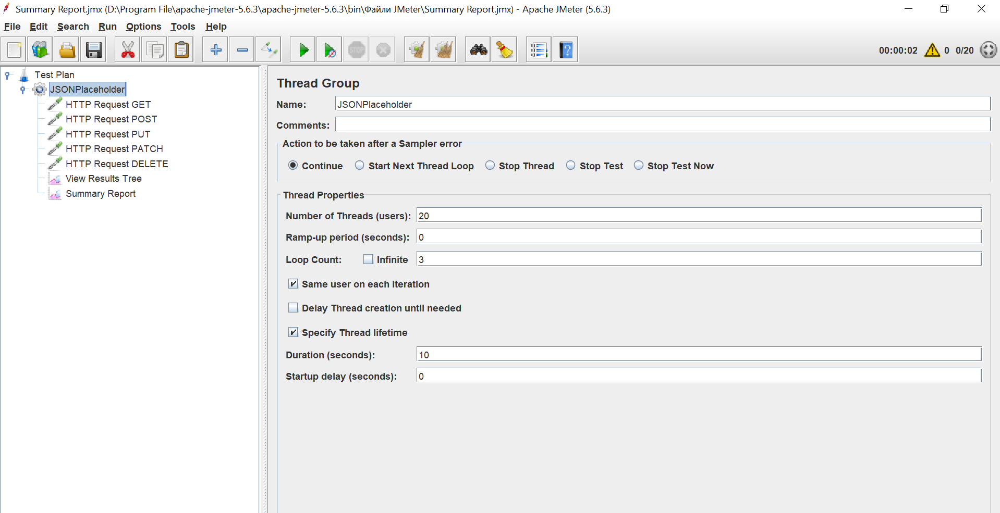 Summary Report.jmx (D:\Program File\apache-jmeter-5.6.3\apache-jmeter-5.6.3\bin\Файли JMeter\Summary Report.jmx) - Apache JMeter (5.6.3)
File Edit Search Run Options Tools Help
STOP ? 00:00:02 0 0/20
Test Plan
JSONPlaceholder
HTTP Request GET
HTTP Request POST
HTTP Request PUT
HTTP Request PATCH
HTTP Request DELETE
View Results Tree
Summary Report
Thread Group
Name: JSONPlaceholder
Comments:
Action to be taken after a Sampler error
Continue Start Next Thread Loop Stop Thread Stop Test Stop Test Now
Thread Properties
Number of Threads (users): 20
Ramp-up period (seconds): 0
Loop Count: Infinite 3
Same user on each iteration
Delay Thread creation until needed
Specify Thread lifetime
Duration (seconds): 10
Startup delay (seconds): 0